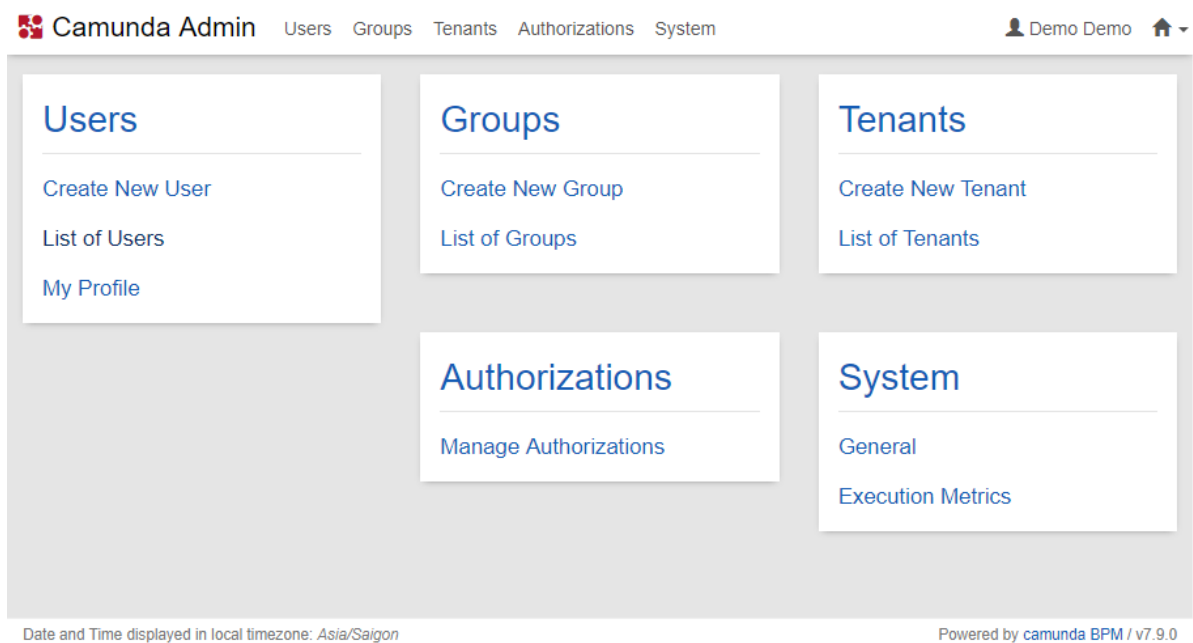 Camunda Admin Users Groups Tenants Authorizations System Demo Demo
Users
Create New User
List of Users
My Profile
Groups
Create New Group
List of Groups
Tenants
Create New Tenant
List of Tenants
Authorizations
Manage Authorizations
System
General
Execution Metrics
Date and Time displayed in local timezone: Asia/Saigon
Powered by camunda BPM / v7.9.0